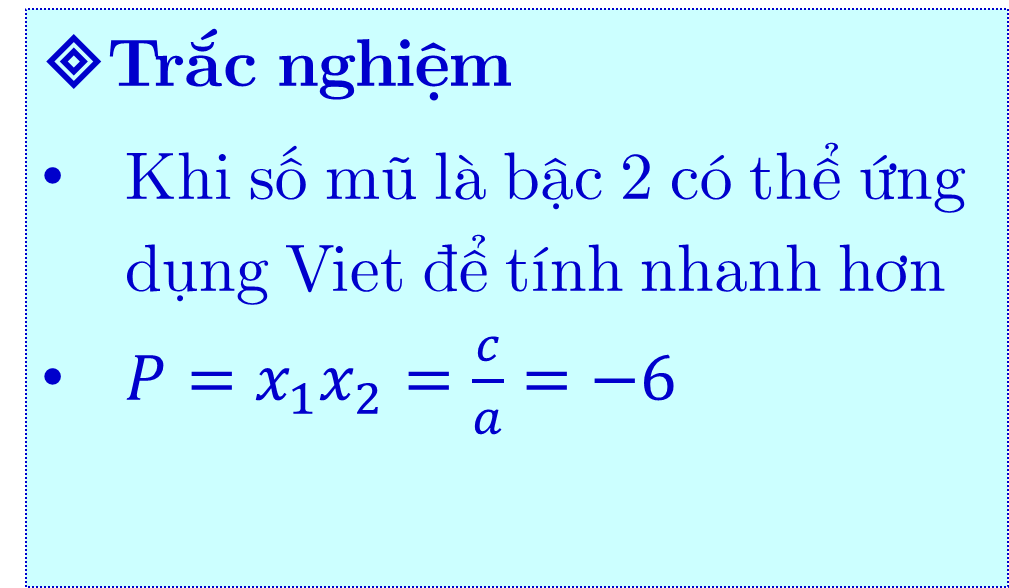 Trắc nghiệm
• Khi số mũ là bậc 2 có thể ứng
dụng Viet để tính nhanh hơn
• P = x₁x₂ = c/a = −6